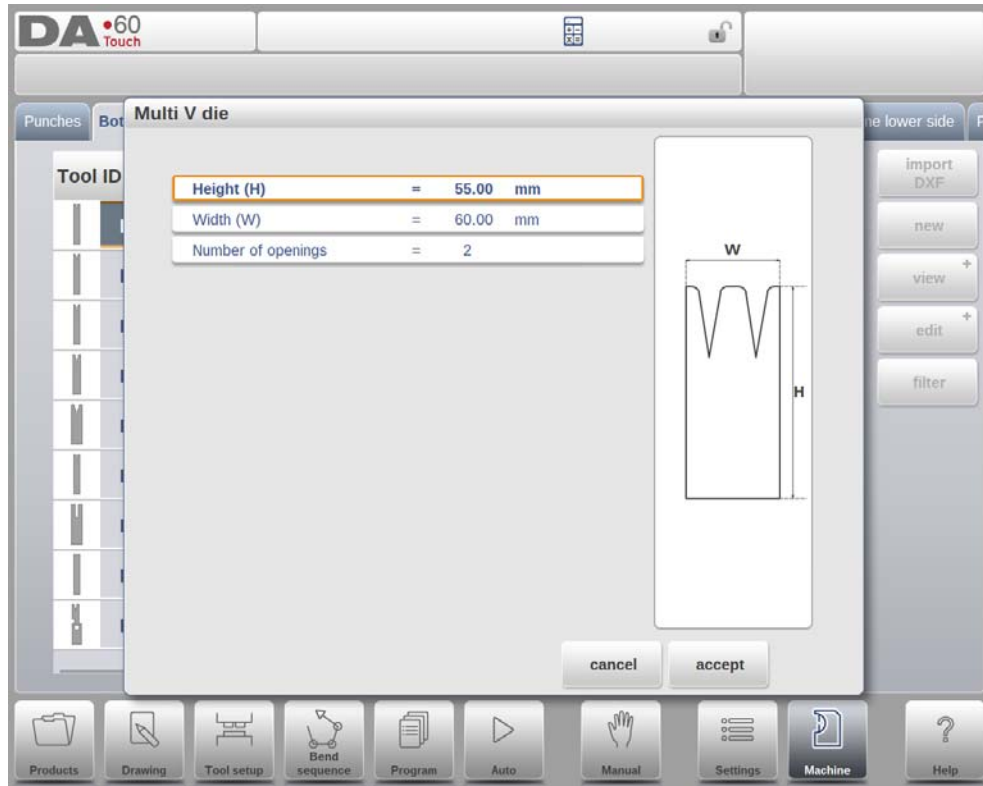 DA•60
Touch
Punches
Bot
Multi V die
ne lower side
Tool ID
import
DXF
Height (H) = 55.00 mm
new
Width (W) = 60.00 mm
Number of openings = 2
W
view +
edit +
filter
H
cancel
accept
Products
Drawing
Tool setup
Bend
sequence
Program
Auto
Manual
Settings
Machine
? Help